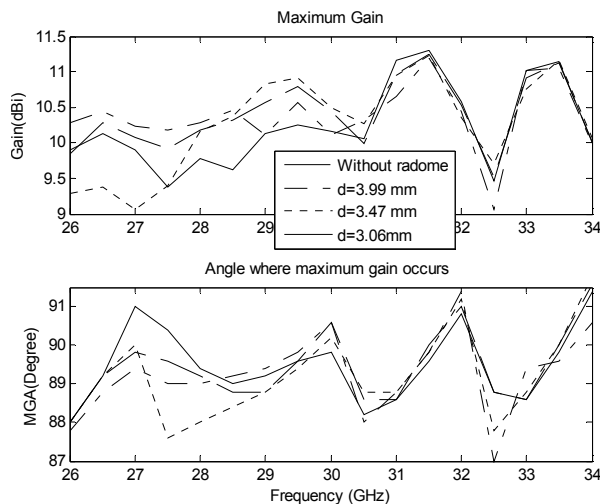 Maximum Gain
11.5
11
10.5
10
9.5
9
Gain(dBi)
26 27 28 29 30 31 32 33 34
Without radome
d=3.99 mm
d=3.47 mm
d=3.06mm
Angle where maximum gain occurs
91
90
89
88
87
MGA(Degree)
26 27 28 29 30 31 32 33 34
Frequency (GHz)